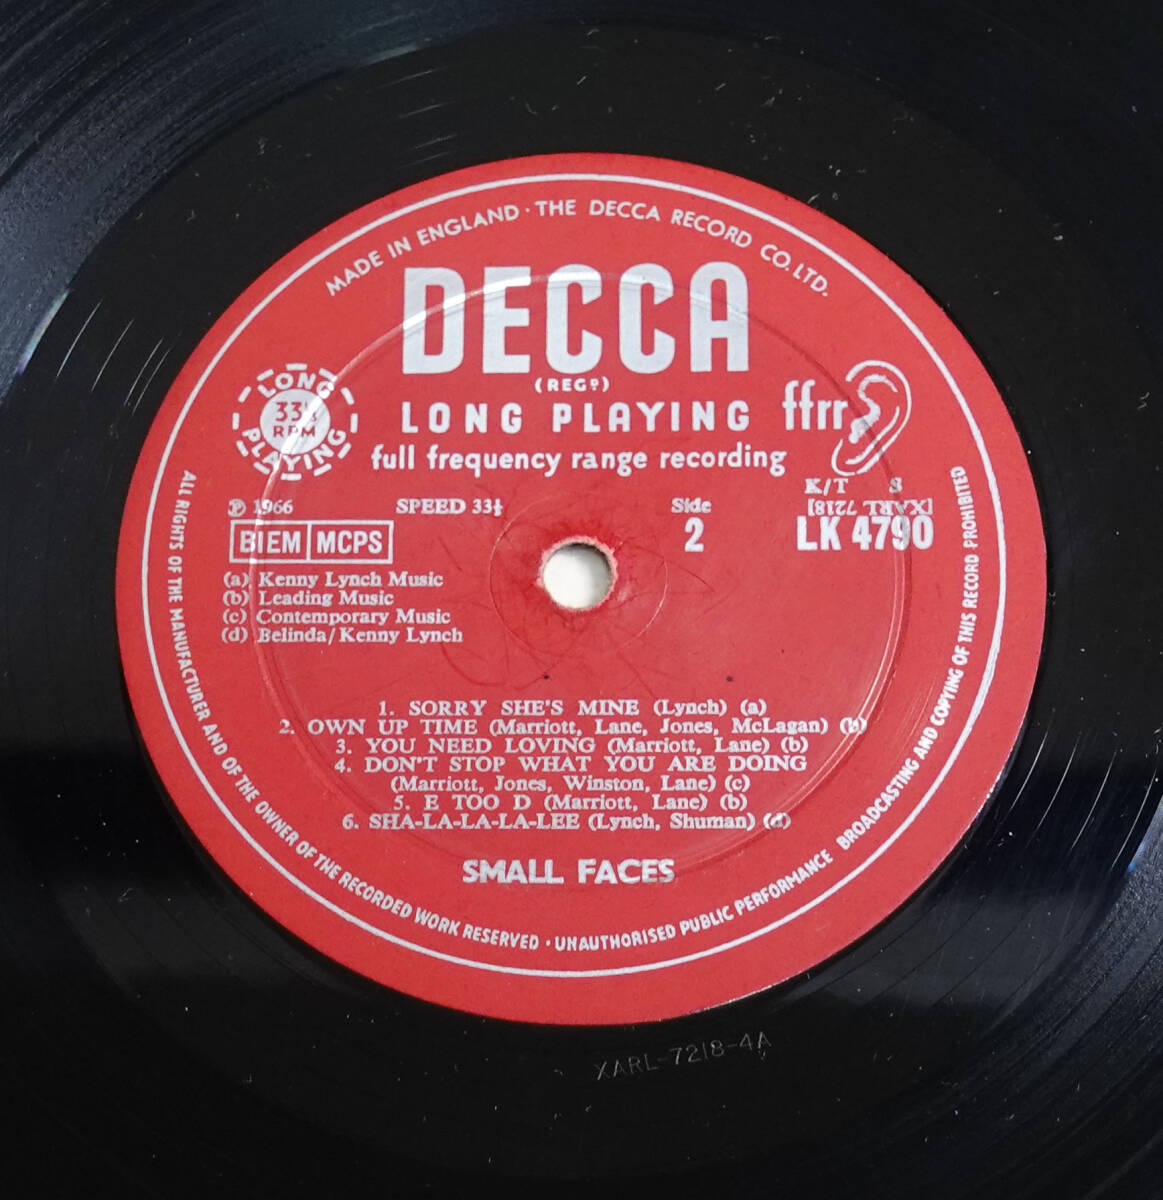 MADE IN ENGLAND · THE DECCA RECORD CO. LTD.
DECCA
(REGD)
LONG PLAYING
full frequency range recording
ffrr
LONG
33⅓
RPM
PLAYING
K/T S
[XARL 7218]
LK 4790
℗ 1966
SPEED 33⅓
Side
2
BIEM MCPS
(a) Kenny Lynch Music
(b) Leading Music
(c) Contemporary Music
(d) Belinda/Kenny Lynch
1. SORRY SHE'S MINE (Lynch) (a)
2. OWN UP TIME (Marriott, Lane, Jones, McLagan) (b)
3. YOU NEED LOVING (Marriott, Lane) (b)
4. DON'T STOP WHAT YOU ARE DOING
(Marriott, Jones, Winston, Lane) (c)
5. E TOO D (Marriott, Lane) (b)
6. SHA-LA-LA-LA-LEE (Lynch, Shuman) (d)
SMALL FACES
ALL RIGHTS OF THE MANUFACTURER AND OF THE OWNER OF THE RECORDED WORK RESERVED · UNAUTHORISED PUBLIC PERFORMANCE BROADCASTING AND COPYING OF THIS RECORD PROHIBITED
XARL-7218-4A